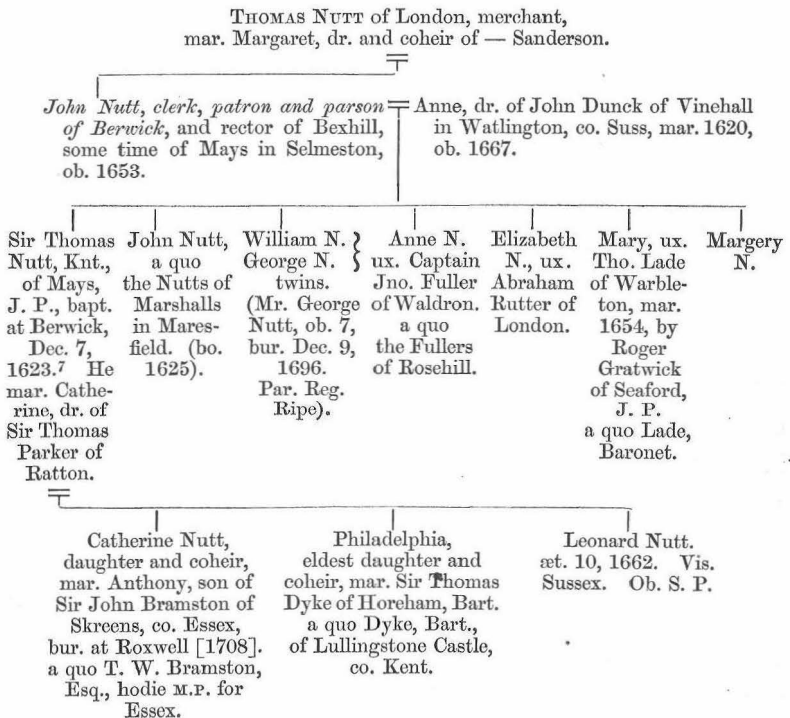 THOMAS NUTT of London, merchant,
mar. Margaret, dr. and coheir of — Sanderson.
John Nutt, clerk, patron and parson
of Berwick, and rector of Bexhill,
some time of Mays in Selmeston,
ob. 1653.
Anne, dr. of John Dunck of Vinehall
in Watlington, co. Suss, mar. 1620,
ob. 1667.
Sir Thomas
Nutt, Knt.,
of Mays,
J. P., bapt.
at Berwick,
Dec. 7,
1623.⁷ He
mar. Cathe-
rine, dr. of
Sir Thomas
Parker of
Ratton.
John Nutt,
a quo
the Nutts of
Marshalls
in Mares-
field. (bo.
1625).
William N.
George N.
twins.
(Mr. George
Nutt, ob. 7,
bur. Dec. 9,
1696.
Par. Reg.
Ripe).
Anne N.
ux. Captain
Jno. Fuller
of Waldron.
a quo
the Fullers
of Rosehill.
Elizabeth
N., ux.
Abraham
Rutter of
London.
Mary, ux.
Tho. Lade
of Warble-
ton, mar.
1654, by
Roger
Gratwick
of Seaford,
J. P.
a quo Lade,
Baronet.
Margery
N.
Catherine Nutt,
daughter and coheir,
mar. Anthony, son of
Sir John Bramston of
Skreens, co. Essex,
bur. at Roxwell [1708].
a quo T. W. Bramston,
Esq., hodie M.P. for
Essex.
Philadelphia,
eldest daughter and
coheir, mar. Sir Thomas
Dyke of Horeham, Bart.
a quo Dyke, Bart.,
of Lullingstone Castle,
co. Kent.
Leonard Nutt.
æt. 10, 1662. Vis.
Sussex. Ob. S. P.